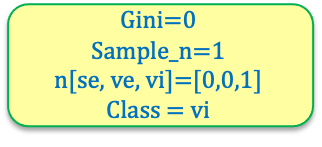 Gini=0
Sample_n=1
n[se, ve, vi]=[0,0,1]
Class = vi